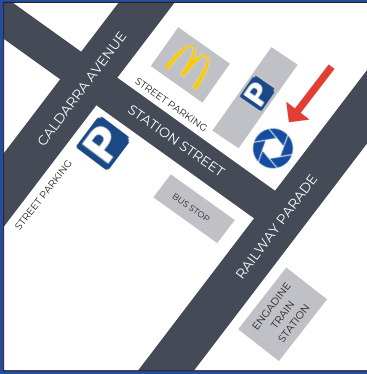 CALDARRA AVENUE
STREET PARKING
P
STATION STREET
P
STREET PARKING
BUS STOP
RAILWAY PARADE
ENGADINE
TRAIN
STATION